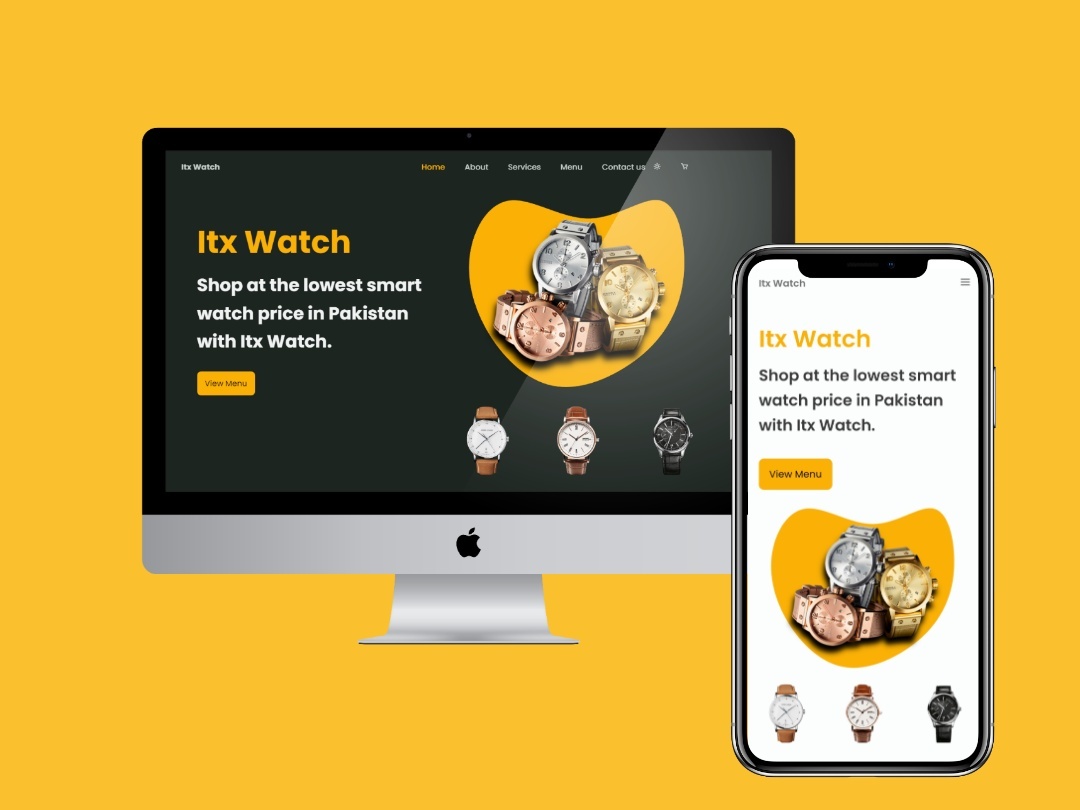 Itx Watch
Home About Services Menu Contact us
Itx Watch
Shop at the lowest smart
watch price in Pakistan
with Itx Watch.
View Menu
Itx Watch
Itx Watch
Shop at the lowest smart
watch price in Pakistan
with Itx Watch.
View Menu